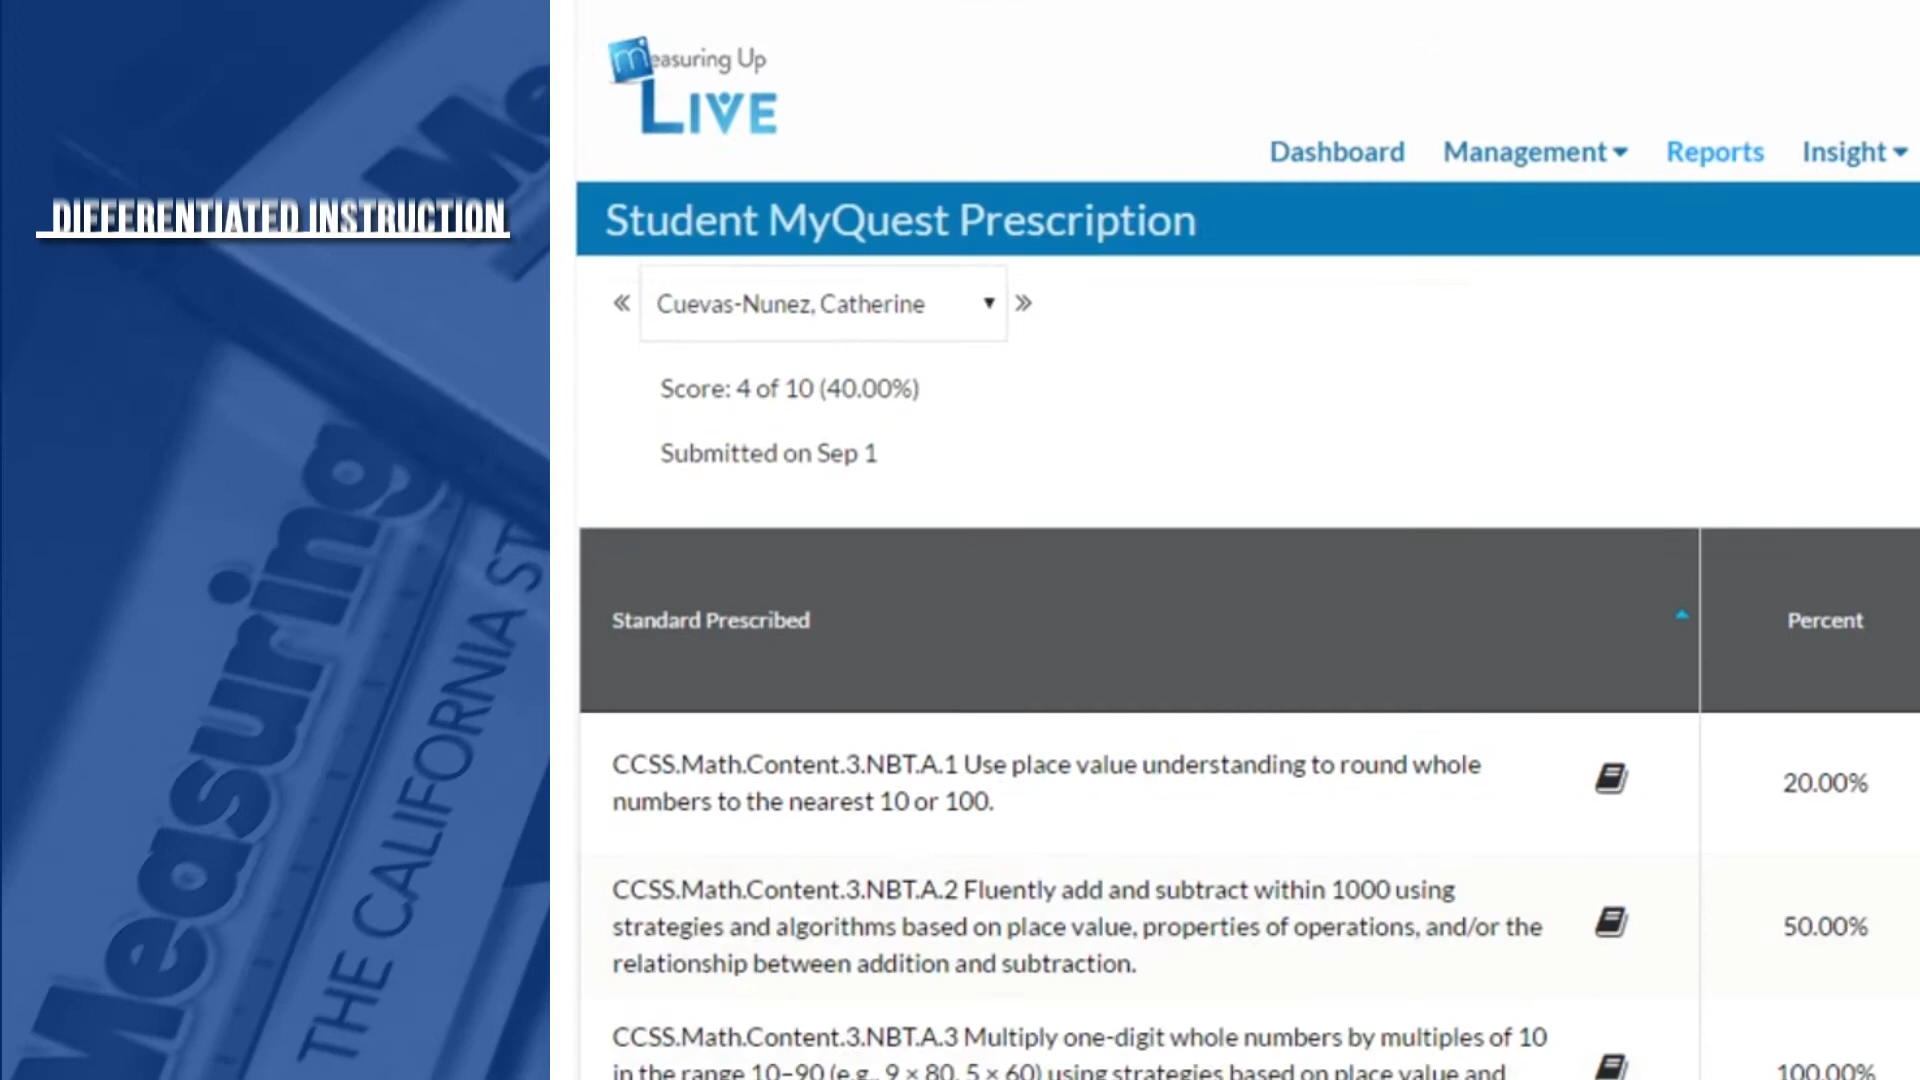 DIFFERENTIATED INSTRUCTION
Me
Measuring
THE CALIFORNIA ST
measuring Up
LIVE
Dashboard Management Reports Insight
Student MyQuest Prescription
« Cuevas-Nunez, Catherine ▼ »
Score: 4 of 10 (40.00%)
Submitted on Sep 1
Standard Prescribed Percent
CCSS.Math.Content.3.NBT.A.1 Use place value understanding to round whole
numbers to the nearest 10 or 100.
20.00%
CCSS.Math.Content.3.NBT.A.2 Fluently add and subtract within 1000 using
strategies and algorithms based on place value, properties of operations, and/or the
relationship between addition and subtraction.
50.00%
CCSS.Math.Content.3.NBT.A.3 Multiply one-digit whole numbers by multiples of 10
in the range 10–90 (e.g., 9 × 80, 5 × 60) using strategies based on place value and
100.00%